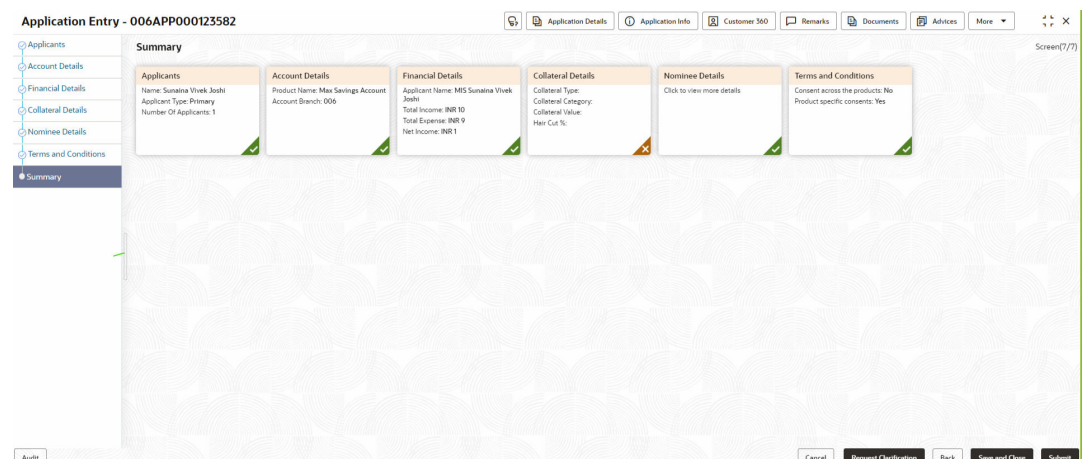 Application Entry - 006APP000123582
Application Details
Application Info
Customer 360
Remarks
Documents
Advices
More
Applicants
Account Details
Financial Details
Collateral Details
Nominee Details
Terms and Conditions
Summary
Summary
Screen(7/7)
Applicants
Name: Sunaina Vivek Joshi
Applicant Type: Primary
Number Of Applicants: 1
Account Details
Product Name: Max Savings Account
Account Branch: 006
Financial Details
Applicant Name: MIS Sunaina Vivek
Joshi
Total Income: INR 10
Total Expense: INR 9
Net Income: INR 1
Collateral Details
Collateral Type:
Collateral Category:
Collateral Value:
Hair Cut %:
Nominee Details
Click to view more details
Terms and Conditions
Consent across the products: No
Product specific consents: Yes
Audit
Cancel
Request Clarification
Back
Save and Close
Submit